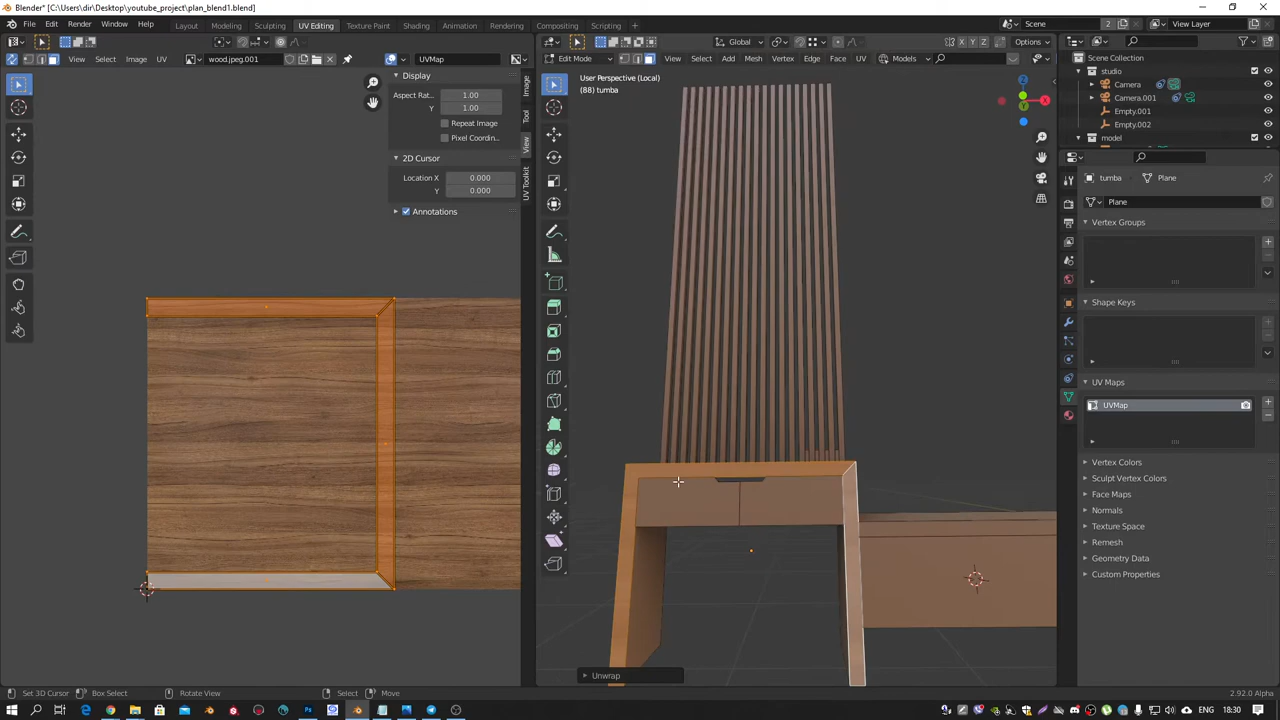 Blender* [C:\Users\dir\Desktop\youtube_project\plan_blend1.blend]
File Edit Render Window Help Layout Modeling Sculpting UV Editing Texture Paint Shading Animation Rendering Compositing Scripting + Scene 2 View Layer
wood.jpeg.001 UVMap Global Options
View Select Image UV Edit Mode View Select Add Mesh Vertex Edge Face UV Models
Display
Aspect Rat... 1.00
Y 1.00
Repeat Image
Pixel Coordin...
2D Cursor
Location X 0.000
Y 0.000
Annotations
Image
Tool
View
UV Toolkit
User Perspective (Local)
(88) tumba
X
Y
Unwrap
Scene Collection
studio
Camera
Camera.001
Empty.001
Empty.002
model
tumba Plane
Plane
Vertex Groups
Shape Keys
UV Maps
UVMap
Vertex Colors
Sculpt Vertex Colors
Face Maps
Normals
Texture Space
Remesh
Geometry Data
Custom Properties
Set 3D Cursor Box Select Rotate View Select Move 2.92.0 Alpha
ENG 18:30